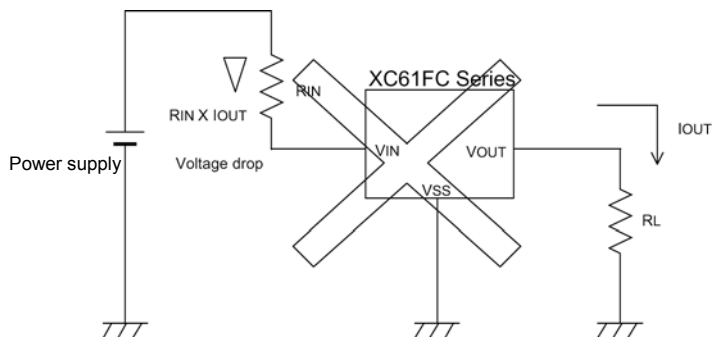 XC61FC Series
RIN
RIN X IOUT
Power supply
Voltage drop
VIN
VOUT
VSS
IOUT
RL